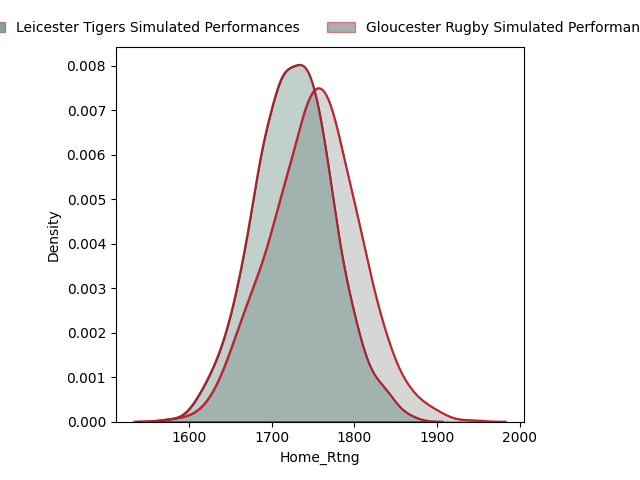 Leicester Tigers Simulated Performances Gloucester Rugby Simulated Performan
0.008
0.007
0.006
0.005
0.004
0.003
0.002
0.001
0.000
Density
1600 1700 1800 1900 2000
Home_Rtng